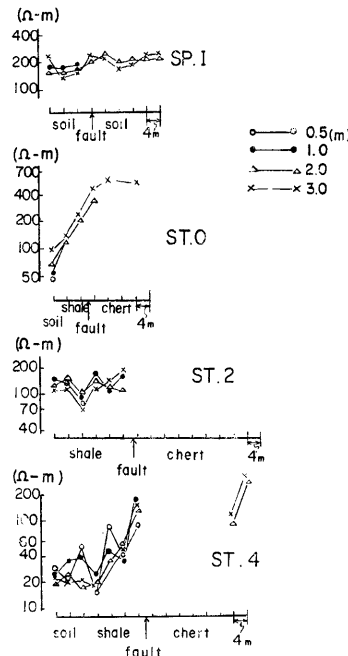 (Ω-m)
400
200
100
SP. I
soil
soil
fault
4m
0.5(m)
1.0
2.0
3.0
(Ω-m)
700
400
200
100
50
ST.O
shale
chert
soil
fault
4m
(Ω-m)
200
100
70
40
ST. 2
shale
chert
fault
4m
(Ω-m)
200
100
60
40
20
10
ST. 4
soil
shale
chert
4m
fault